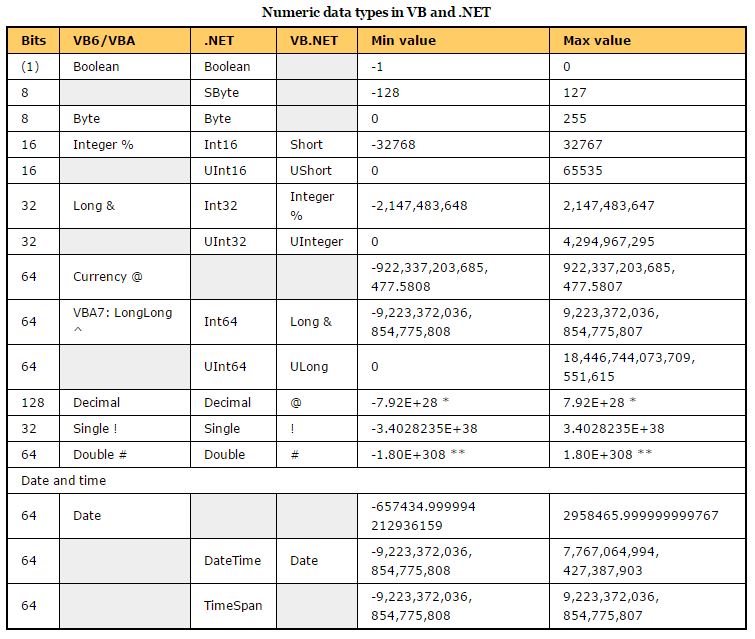 Numeric data types in VB and .NET
Bits VB6/VBA .NET VB.NET Min value Max value
(1) Boolean Boolean -1 0
8 SByte -128 127
8 Byte Byte 0 255
16 Integer % Int16 Short -32768 32767
16 UInt16 UShort 0 65535
32 Long & Int32 Integer % -2,147,483,648 2,147,483,647
32 UInt32 UInteger 0 4,294,967,295
64 Currency @ -922,337,203,685, 477.5808 922,337,203,685, 477.5807
64 VBA7: LongLong ^ Int64 Long & -9,223,372,036, 854,775,808 9,223,372,036, 854,775,807
64 UInt64 ULong 0 18,446,744,073,709, 551,615
128 Decimal Decimal @ -7.92E+28 * 7.92E+28 *
32 Single ! Single ! -3.4028235E+38 3.4028235E+38
64 Double # Double # -1.80E+308 ** 1.80E+308 **
Date and time
64 Date -657434.999994 212936159 2958465.999999999767
64 DateTime Date -9,223,372,036, 854,775,808 7,767,064,994, 427,387,903
64 TimeSpan -9,223,372,036, 854,775,808 9,223,372,036, 854,775,807